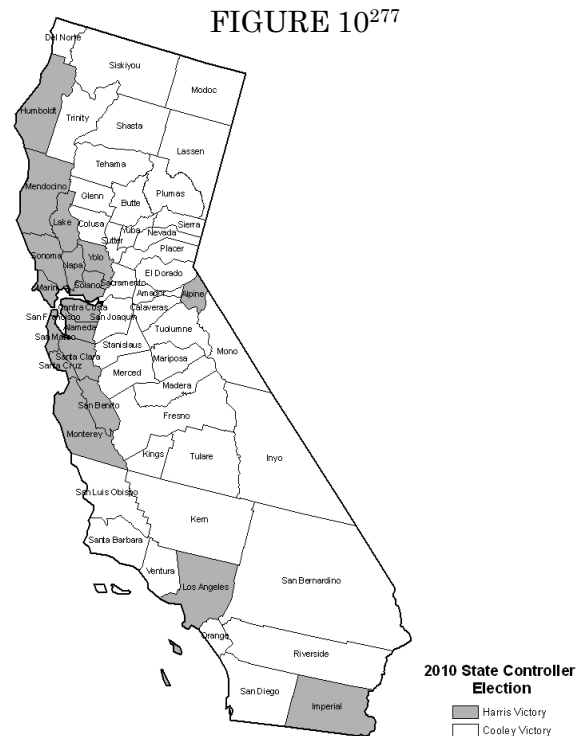 FIGURE 10277
Del Norte
Siskiyou
Modoc
Humboldt
Trinity
Shasta
Lassen
Tehama
Mendocino
Glenn
Butte
Plumas
Lake
Colusa
Yuba
Sierra
Sutter
Nevada
Placer
Sonoma
Napa
Yolo
El Dorado
Marin
Solano
Sacramento
Amador
Alpine
Contra Costa
Calaveras
San Francisco
San Joaquin
Alameda
Tuolumne
San Mateo
Stanislaus
Mono
Santa Clara
Mariposa
Santa Cruz
Merced
Madera
San Benito
Fresno
Monterey
Kings
Tulare
Inyo
San Luis Obispo
Kern
Santa Barbara
Ventura
Los Angeles
San Bernardino
Orange
Riverside
San Diego
Imperial
2010 State Controller
Election
Harris Victory
Cooley Victory